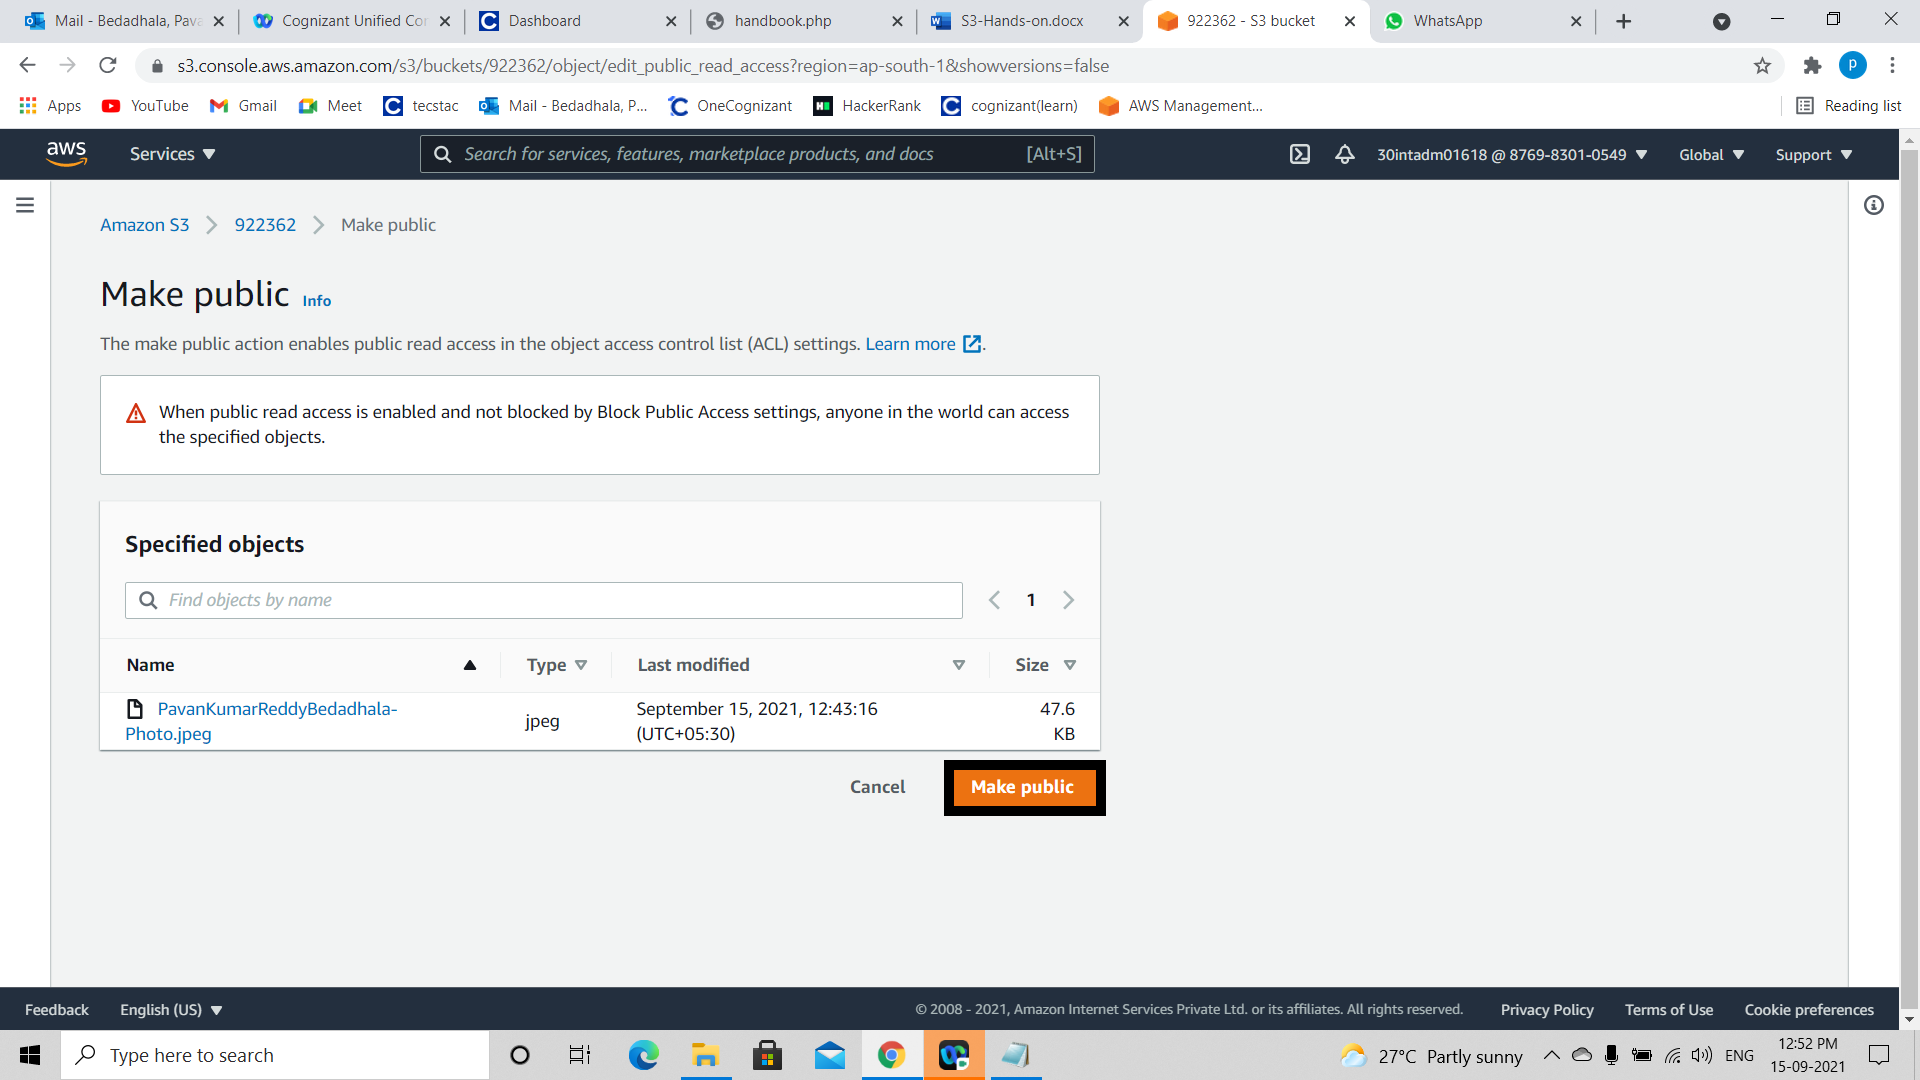 Mail - Bedadhala, Pava
Cognizant Unified Con
Dashboard
handbook.php
S3-Hands-on.docx
922362 - S3 bucket
WhatsApp
s3.console.aws.amazon.com/s3/buckets/922362/object/edit_public_read_access?region=ap-south-1&showversions=false
P
Apps
YouTube
Gmail
Meet
tecstac
Mail - Bedadhala, P...
OneCognizant
HackerRank
cognizant(learn)
AWS Management...
Reading list
aws
Services
Search for services, features, marketplace products, and docs
[Alt+S]
30intadm01618 @ 8769-8301-0549
Global
Support
Amazon S3
922362
Make public
Make public Info
The make public action enables public read access in the object access control list (ACL) settings. Learn more.
When public read access is enabled and not blocked by Block Public Access settings, anyone in the world can access
the specified objects.
Specified objects
Find objects by name
1
Name
Type
Last modified
Size
PavanKumarReddyBedadhala-
Photo.jpeg
jpeg
September 15, 2021, 12:43:16
(UTC+05:30)
47.6
KB
Cancel
Make public
Feedback
English (US)
© 2008 - 2021, Amazon Internet Services Private Ltd. or its affiliates. All rights reserved.
Privacy Policy
Terms of Use
Cookie preferences
Type here to search
27°C Partly sunny
ENG
12:52 PM
15-09-2021